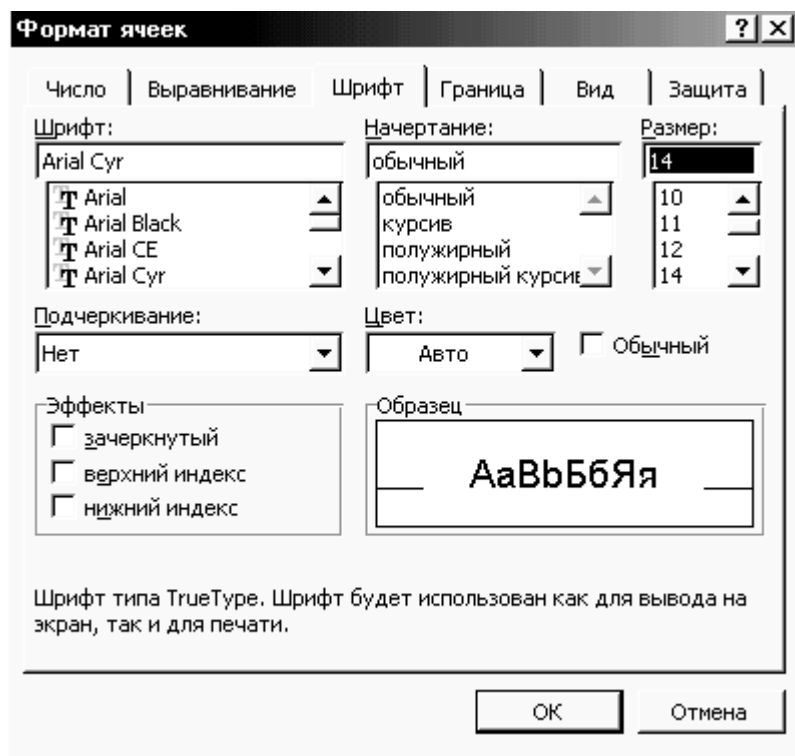 Формат ячеек
Число Выравнивание Шрифт Граница Вид Защита
Шрифт: Начертание: Размер:
Arial Cyr обычный 14
Arial обычный 10
Arial Black курсив 11
Arial CE полужирный 12
Arial Cyr полужирный курсив 14
Подчеркивание: Цвет:
Нет Авто Обычный
Эффекты Образец
зачеркнутый
верхний индекс АаBbБбЯя
нижний индекс
Шрифт типа TrueType. Шрифт будет использован как для вывода на
экран, так и для печати.
ОК Отмена